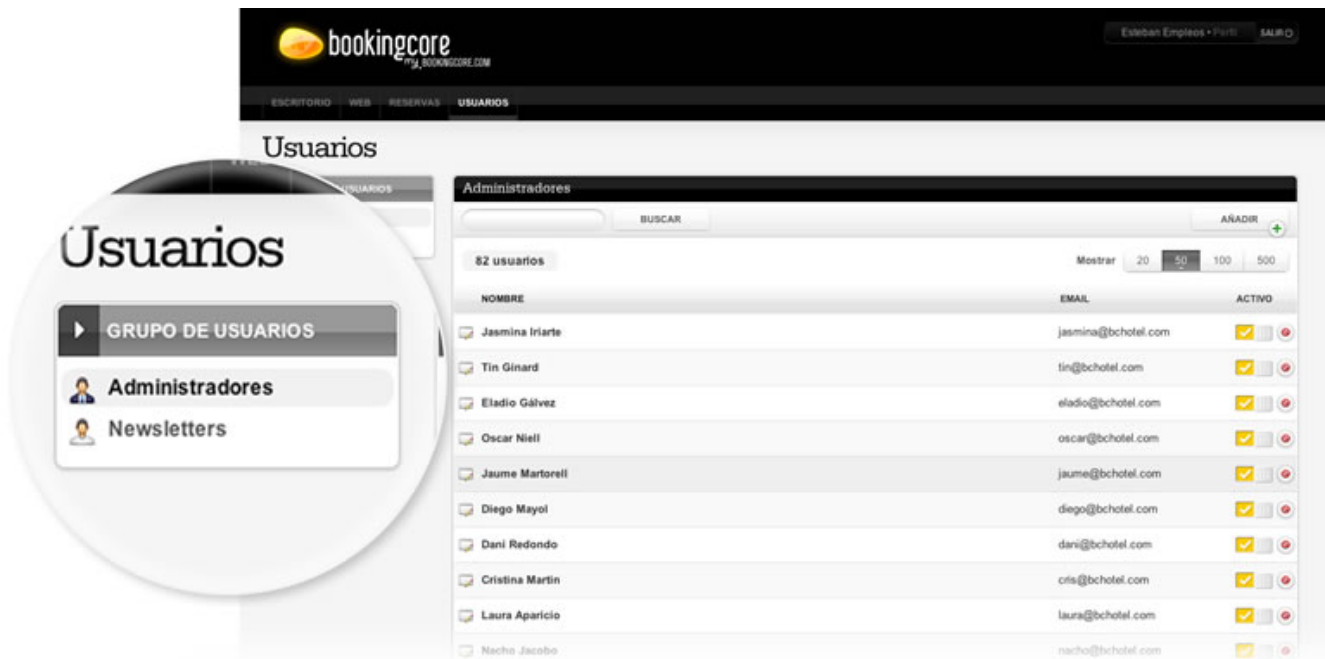 bookingcore
my.BOOKINGCORE.COM
Esteban Empleos • Perfil SALIR
ESCRITORIO WEB RESERVAS USUARIOS
Usuarios
USUARIOS
Usuarios
GRUPO DE USUARIOS
Administradores
Newsletters
Administradores
BUSCAR AÑADIR
82 usuarios Mostrar 20 50 100 500
NOMBRE EMAIL ACTIVO
Jasmina Iriarte jasmina@bchotel.com
Tin Ginard tin@bchotel.com
Eladio Gálvez eladio@bchotel.com
Oscar Niell oscar@bchotel.com
Jaume Martorell jaume@bchotel.com
Diego Mayol diego@bchotel.com
Dani Redondo dani@bchotel.com
Cristina Martin cris@bchotel.com
Laura Aparicio laura@bchotel.com
Nacho Jacobo nacho@bchotel.com